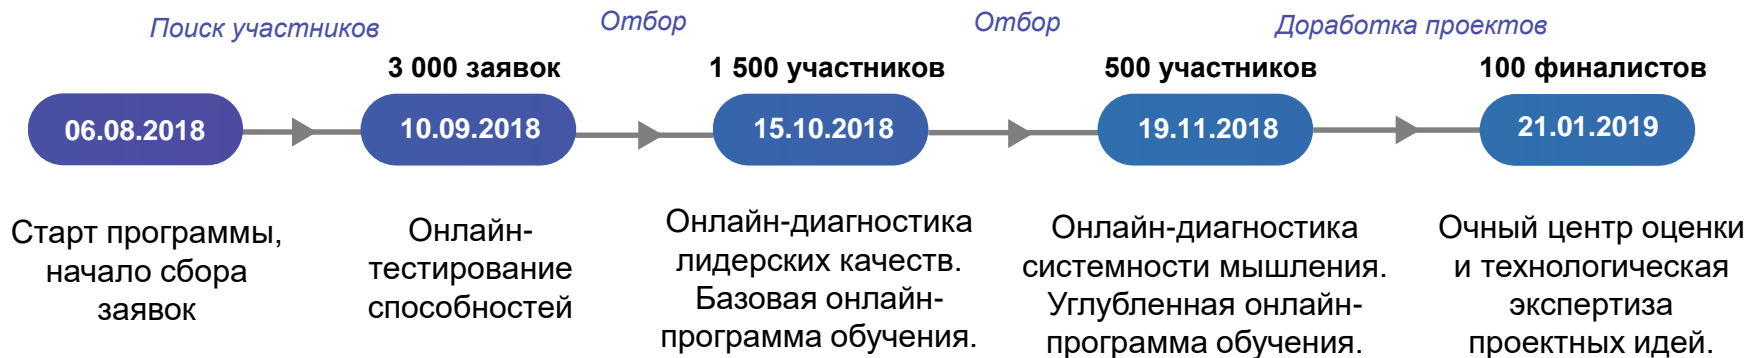 Поиск участников
Отбор
Отбор
Доработка проектов
3 000 заявок
1 500 участников
500 участников
100 финалистов
06.08.2018
10.09.2018
15.10.2018
19.11.2018
21.01.2019
Старт программы,
начало сбора
заявок
Онлайн-
тестирование
способностей
Онлайн-диагностика
лидерских качеств.
Базовая онлайн-
программа обучения.
Онлайн-диагностика
системности мышления.
Углубленная онлайн-
программа обучения.
Очный центр оценки
и технологическая
экспертиза
проектных идей.